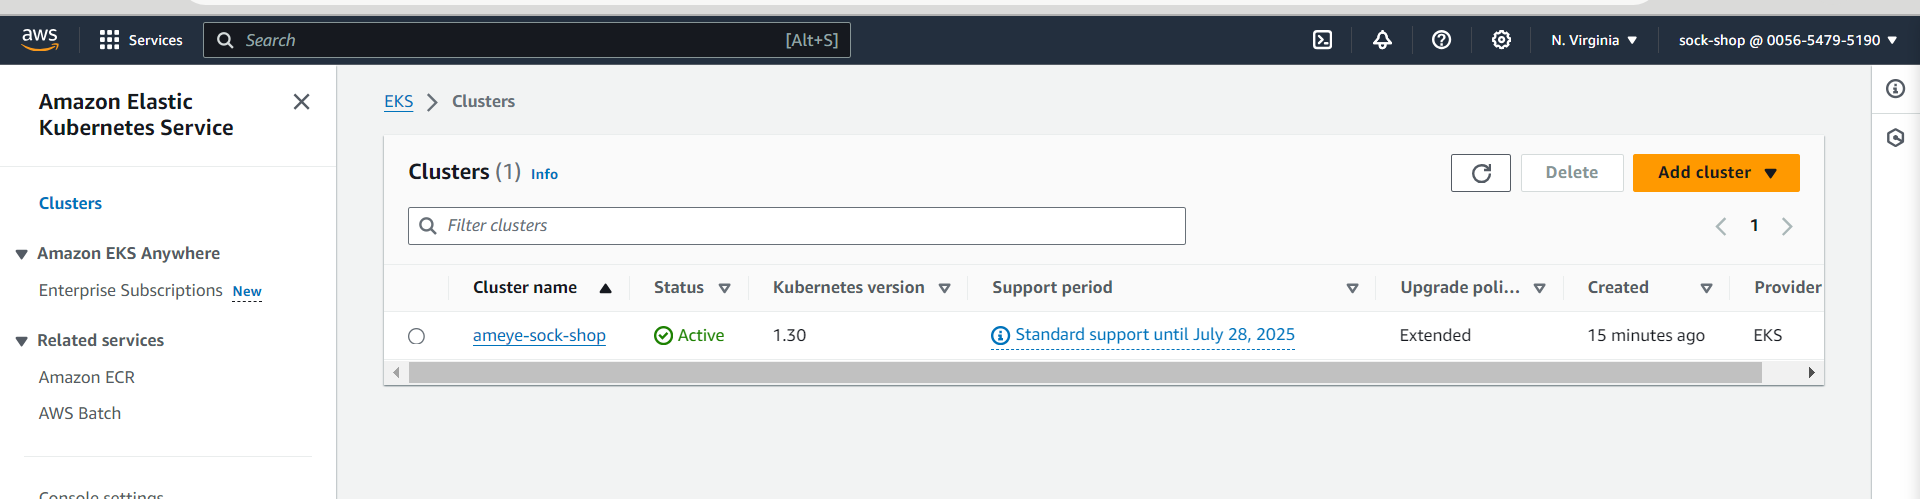 aws Services Search [Alt+S] N. Virginia sock-shop @ 0056-5479-5190
Amazon Elastic
Kubernetes Service
Clusters
Amazon EKS Anywhere
Enterprise Subscriptions New
Related services
Amazon ECR
AWS Batch
Console settings
EKS Clusters
Clusters (1) Info
Delete Add cluster
Filter clusters
1
Cluster name Status Kubernetes version Support period Upgrade poli... Created Provider
ameye-sock-shop Active 1.30 Standard support until July 28, 2025 Extended 15 minutes ago EKS